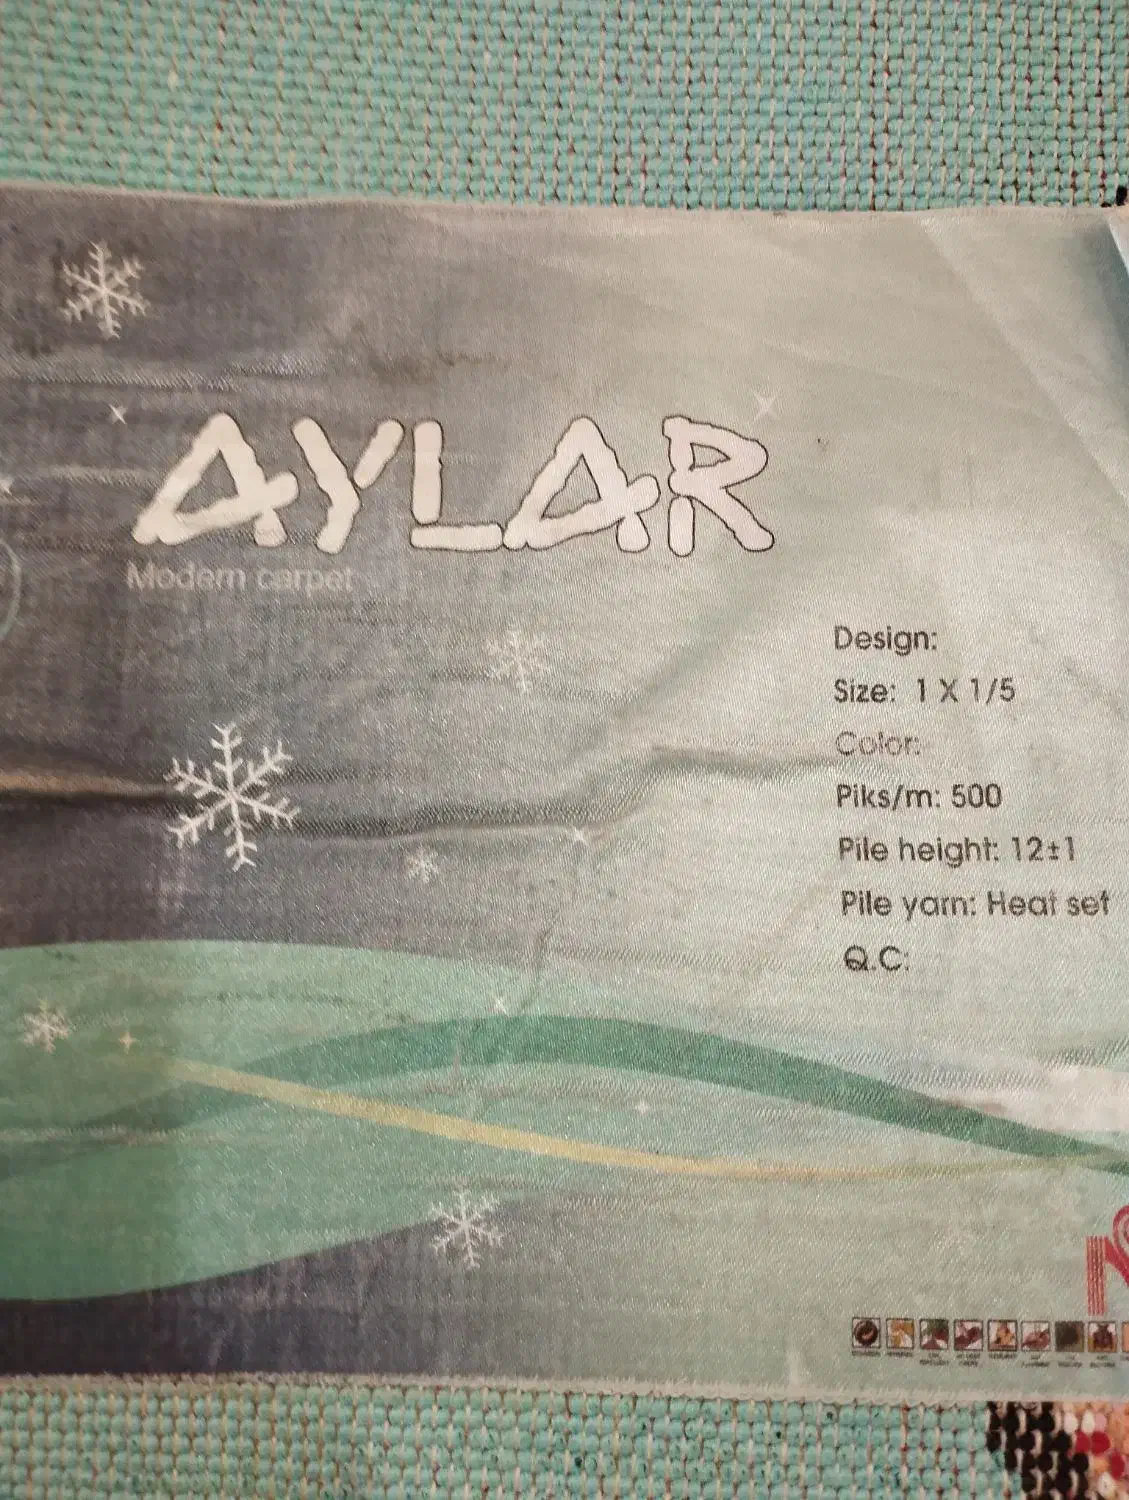 AYLAR
Modern carpet
Design:
Size: 1 X 1/5
Color:
Piks/m: 500
Pile height: 12±1
Pile yarn: Heat set
Q.C: